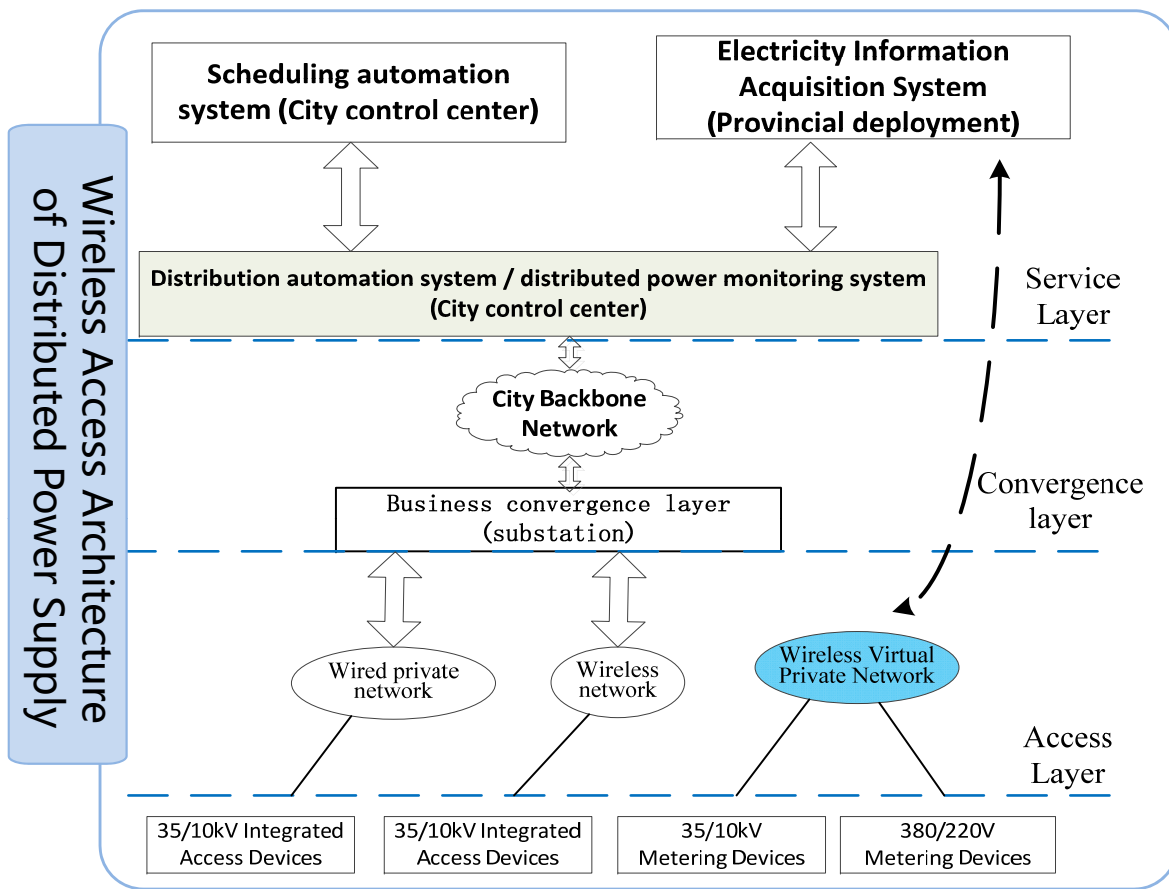 Wireless Access Architecture
of Distributed Power Supply
Scheduling automation
system (City control center)
Electricity Information
Acquisition System
(Provincial deployment)
Distribution automation system / distributed power monitoring system
(City control center)
Service
Layer
City Backbone
Network
Convergence
layer
Business convergence layer
(substation)
Wired private
network
Wireless
network
Wireless Virtual
Private Network
Access
Layer
35/10kV Integrated
Access Devices
35/10kV Integrated
Access Devices
35/10kV
Metering Devices
380/220V
Metering Devices